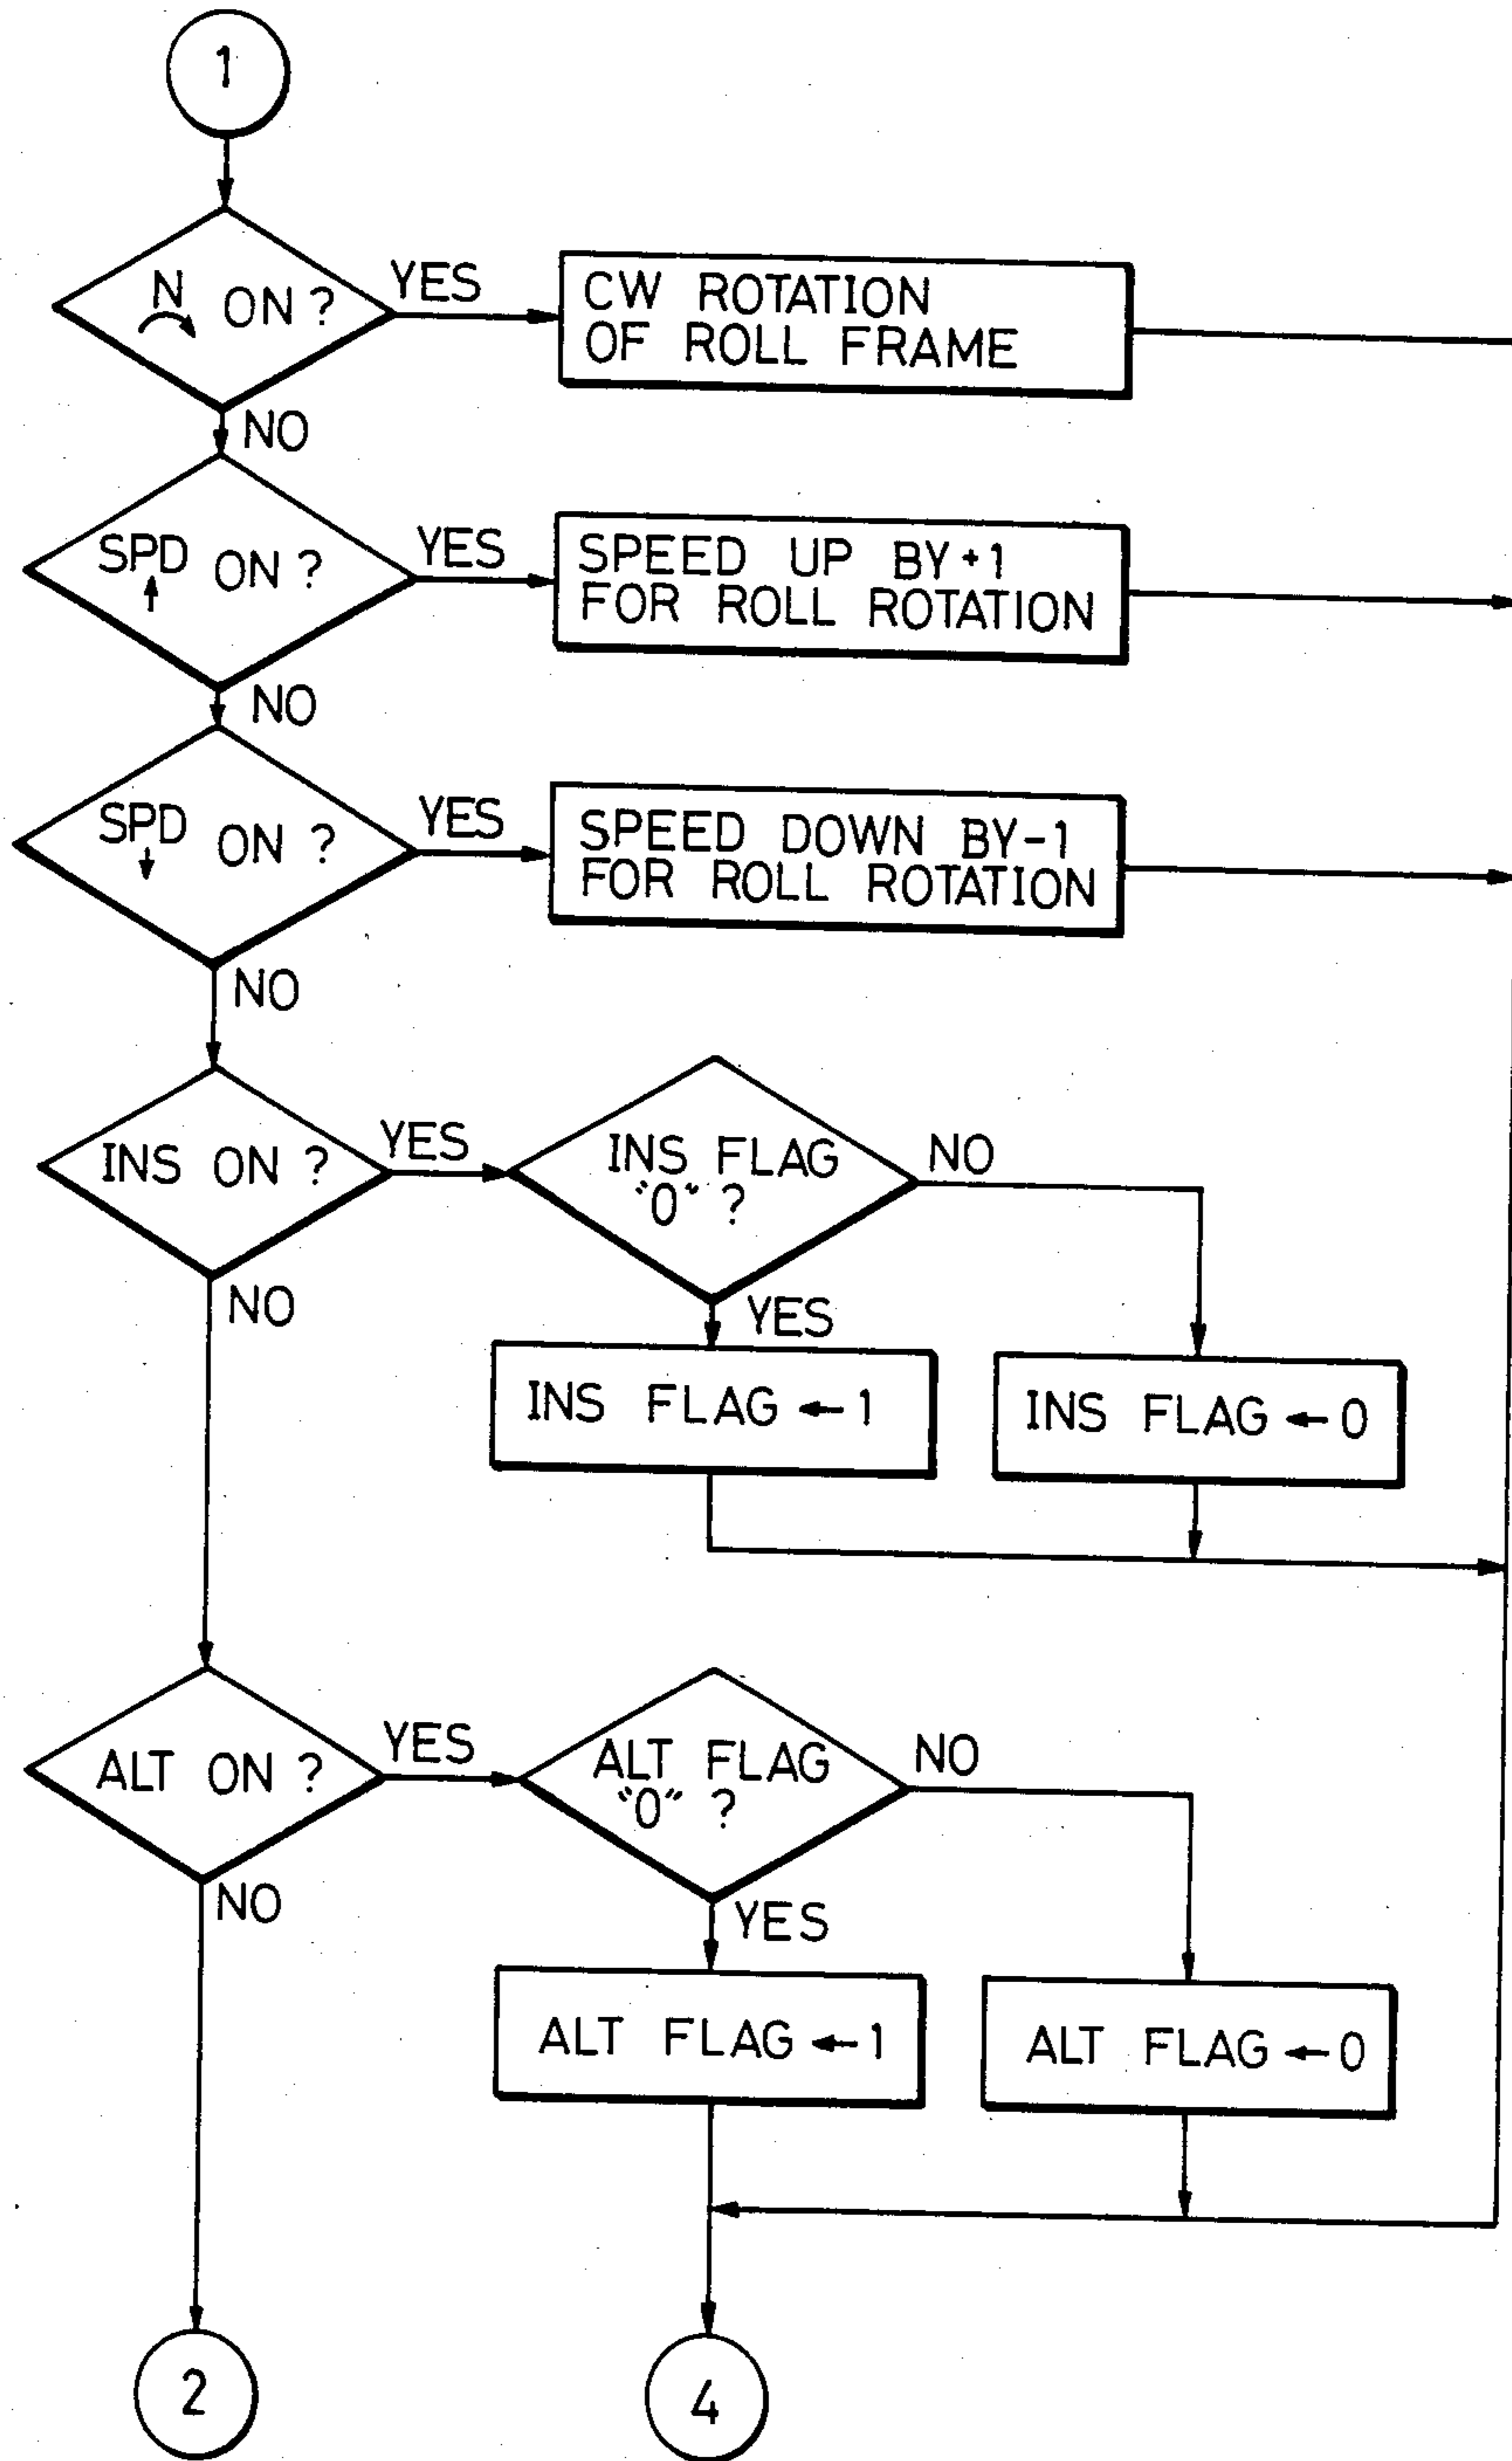 1
N ON ?
YES
CW ROTATION
OF ROLL FRAME
NO
SPD ON ?
↑
YES
SPEED UP BY +1
FOR ROLL ROTATION
NO
SPD ON ?
↓
YES
SPEED DOWN BY -1
FOR ROLL ROTATION
NO
INS ON ?
YES
INS FLAG
"0" ?
NO
NO
YES
INS FLAG ← 1
INS FLAG ← 0
ALT ON ?
YES
ALT FLAG
"0" ?
NO
NO
YES
ALT FLAG ← 1
ALT FLAG ← 0
2
4